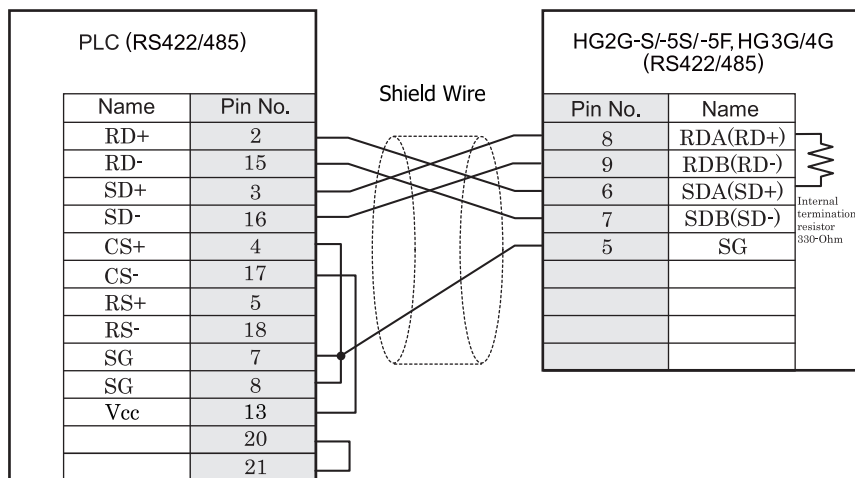 PLC (RS422/485)
Name Pin No.
RD+ 2
RD- 15
SD+ 3
SD- 16
CS+ 4
CS- 17
RS+ 5
RS- 18
SG 7
SG 8
Vcc 13
20
21
Shield Wire
HG2G-S/-5S/-5F, HG3G/4G
(RS422/485)
Pin No. Name
8 RDA(RD+)
9 RDB(RD-)
6 SDA(SD+)
7 SDB(SD-)
5 SG
Internal
termination
resistor
330-Ohm